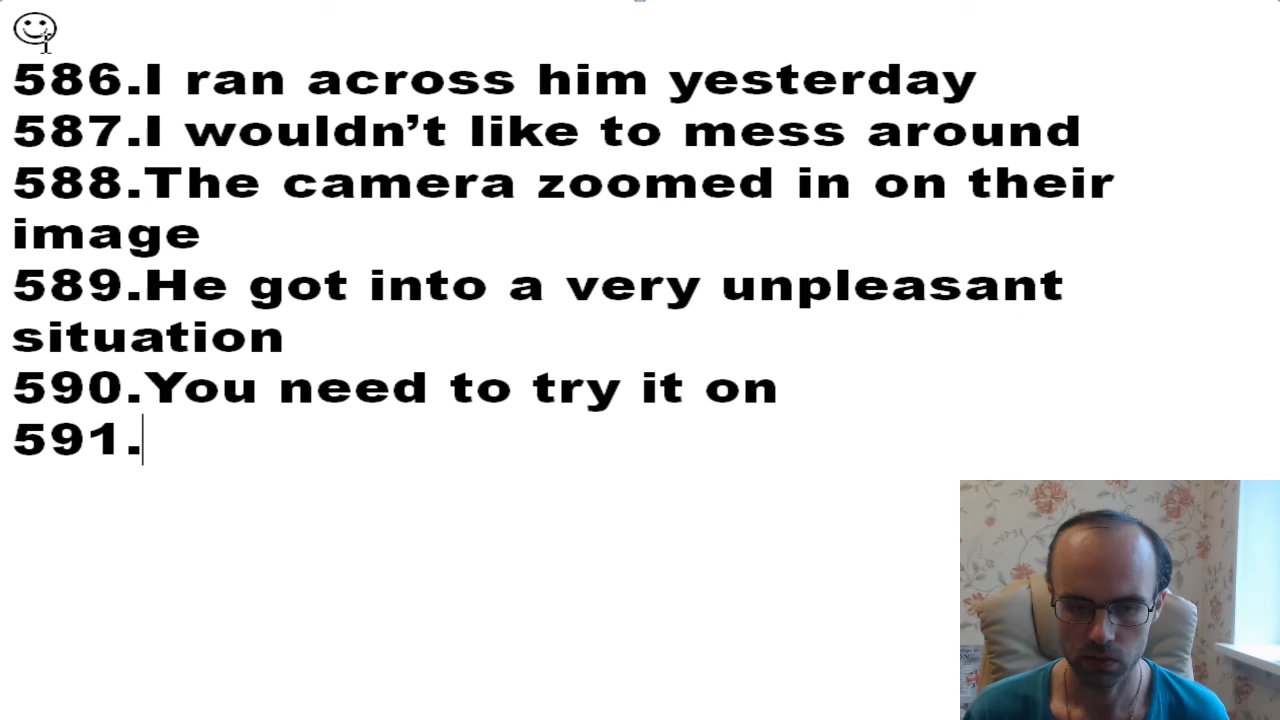 586.I ran across him yesterday
587.I wouldn’t like to mess around
588.The camera zoomed in on their
image
589.He got into a very unpleasant
situation
590.You need to try it on
591.